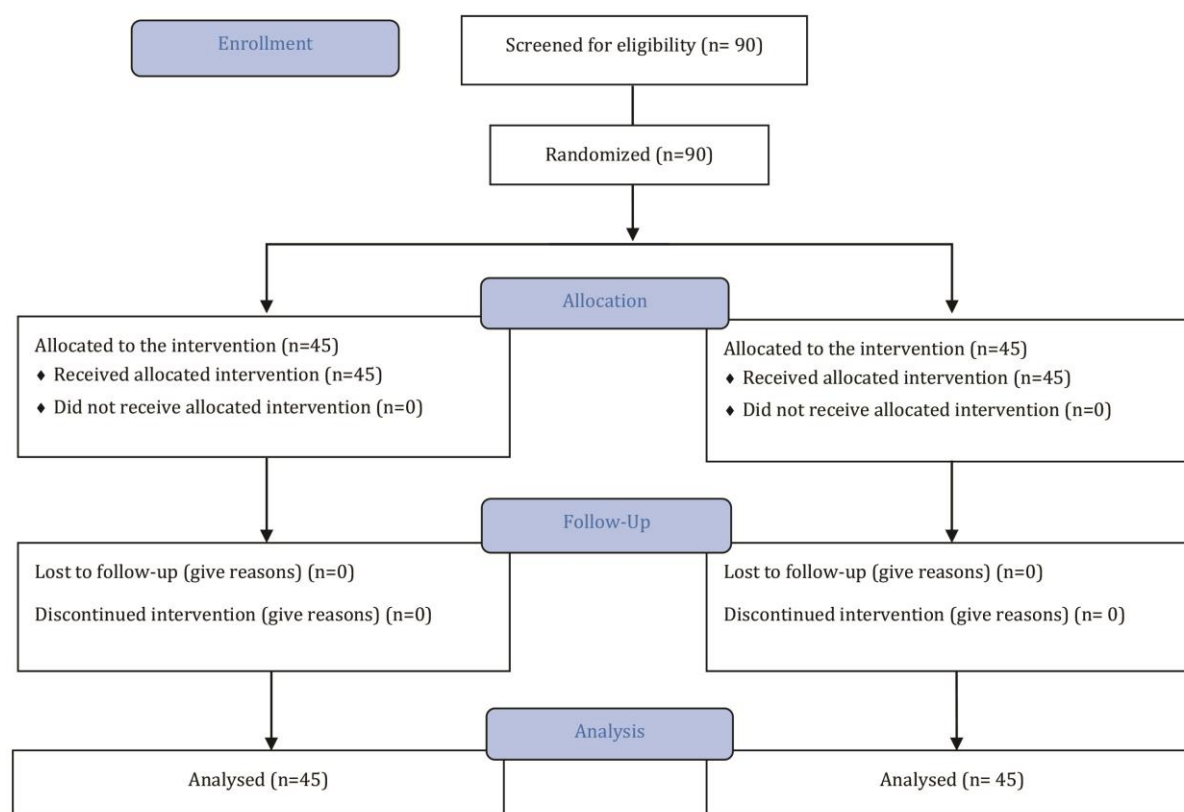 Enrollment
Screened for eligibility (n= 90)
Randomized (n=90)
Allocation
Allocated to the intervention (n=45)
♦ Received allocated intervention (n=45)
♦ Did not receive allocated intervention (n=0)
Allocated to the intervention (n=45)
♦ Received allocated intervention (n=45)
♦ Did not receive allocated intervention (n=0)
Follow-Up
Lost to follow-up (give reasons) (n=0)
Discontinued intervention (give reasons) (n=0)
Lost to follow-up (give reasons) (n=0)
Discontinued intervention (give reasons) (n= 0)
Analysis
Analysed (n=45)
Analysed (n= 45)